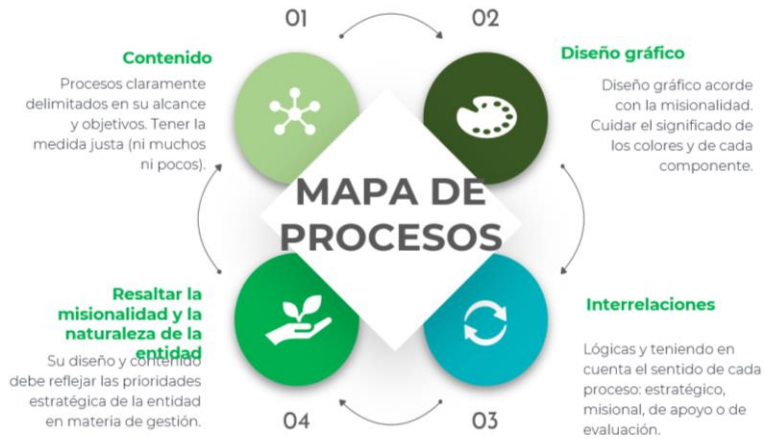 01
Contenido
Procesos claramente
delimitados en su alcance
y objetivos. Tener la
medida justa (ni muchos
ni pocos).
02
Diseño gráfico
Diseño gráfico acorde
con la misionalidad.
Cuidar el significado de
los colores y de cada
componente.
MAPA DE
PROCESOS
Interrelaciones
Lógicas y teniendo en
cuenta el sentido de cada
proceso: estratégico,
misional, de apoyo o de
evaluación.
03
Resaltar la
misionalidad y la
naturaleza de la
entidad
Su diseño y contenido
debe reflejar las prioridades
estratégica de la entidad
en materia de gestión.
04